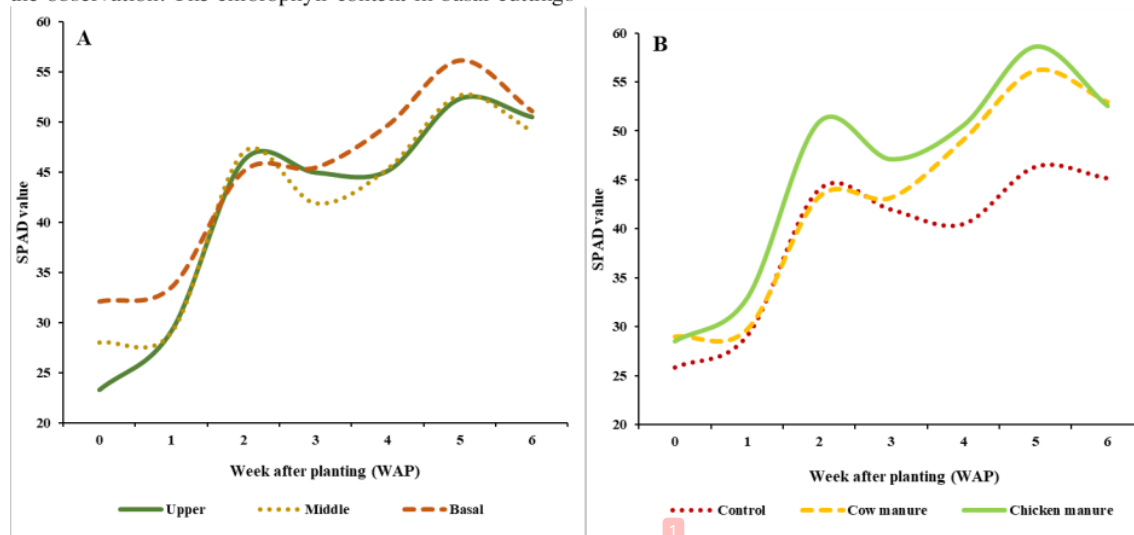 the observation. The chlorophyll content in basal cuttings
A
60
55
50
45
40
35
30
25
20
SPAD value
0 1 2 3 4 5 6
Week after planting (WAP)
Upper Middle Basal
B
60
55
50
45
40
35
30
25
20
SPAD value
0 1 2 3 4 5 6
Week after planting (WAP)
Control Cow manure Chicken manure
1